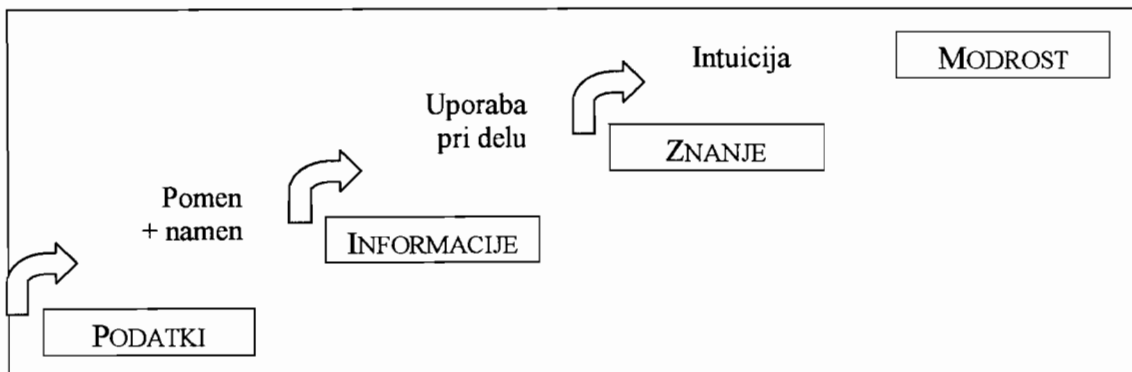 Intuicija
MODROST
Uporaba
pri delu
ZNANJE
Pomen
+ namen
INFORMACIJE
PODATKI